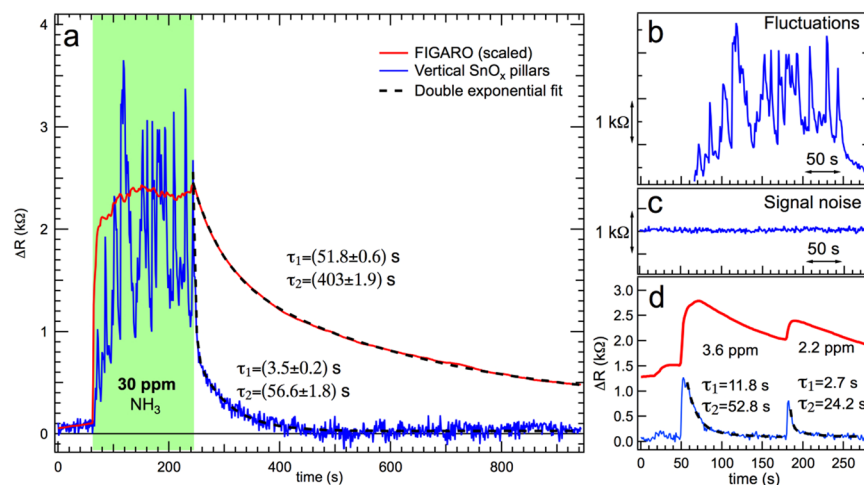 a
FIGARO (scaled)
Vertical SnOx pillars
Double exponential fit
τ1=(51.8±0.6) s
τ2=(403±1.9) s
τ1=(3.5±0.2) s
τ2=(56.6±1.8) s
30 ppm
NH3
ΔR (kΩ)
4
3
2
1
0
0 200 400 600 800
time (s)
b Fluctuations
1 kΩ
50 s
c Signal noise
1 kΩ
50 s
d
3.6 ppm 2.2 ppm
τ1=11.8 s τ1=2.7 s
τ2=52.8 s τ2=24.2 s
ΔR (kΩ)
3.0
2.5
2.0
1.5
1.0
0.5
0.0
0 50 100 150 200 250
time (s)